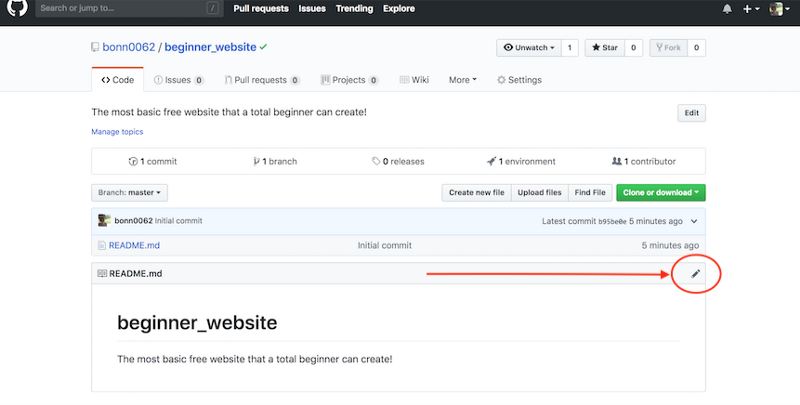 Search or jump to... /
Pull requests Issues Trending Explore
bonn0062 / beginner_website
Unwatch 1 Star 0 Fork 0
Code Issues 0 Pull requests 0 Projects 0 Wiki More Settings
The most basic free website that a total beginner can create! Edit
Manage topics
1 commit 1 branch 0 releases 1 environment 1 contributor
Branch: master Create new file Upload files Find File Clone or download
bonn0062 Initial commit Latest commit b95be0e 5 minutes ago
README.md Initial commit 5 minutes ago
README.md
beginner_website
The most basic free website that a total beginner can create!